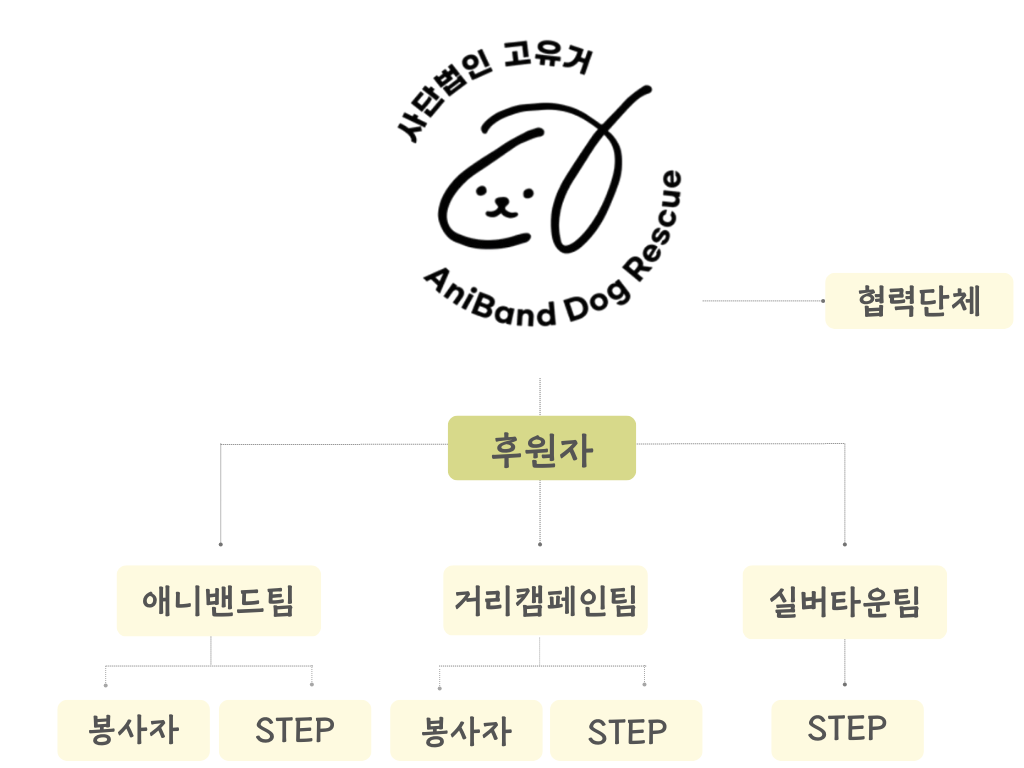 사단법인 고유거
AniBand Dog Rescue
협력단체
후원자
애니밴드팀
거리캠페인팀
실버타운팀
봉사자
STEP
봉사자
STEP
STEP